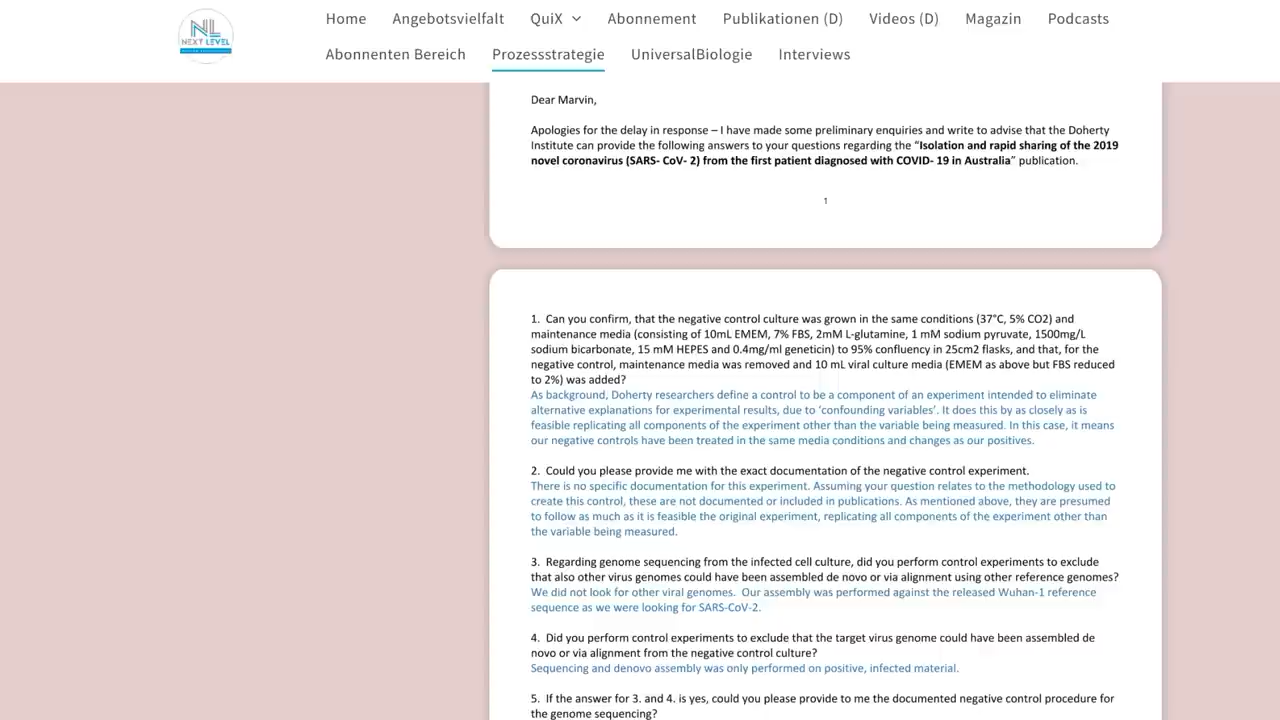 NL
NEXT LEVEL
Home Angebotsvielfalt QuiX Abonnement Publikationen (D) Videos (D) Magazin Podcasts
Abonnenten Bereich Prozessstrategie UniversalBiologie Interviews
Dear Marvin,
Apologies for the delay in response – I have made some preliminary enquiries and write to advise that the Doherty
Institute can provide the following answers to your questions regarding the “Isolation and rapid sharing of the 2019
novel coronavirus (SARS- CoV- 2) from the first patient diagnosed with COVID- 19 in Australia” publication.
1
1. Can you confirm, that the negative control culture was grown in the same conditions (37°C, 5% CO2) and
maintenance media (consisting of 10mL EMEM, 7% FBS, 2mM L-glutamine, 1 mM sodium pyruvate, 1500mg/L
sodium bicarbonate, 15 mM HEPES and 0.4mg/ml geneticin) to 95% confluency in 25cm2 flasks, and that, for the
negative control, maintenance media was removed and 10 mL viral culture media (EMEM as above but FBS reduced
to 2%) was added?
As background, Doherty researchers define a control to be a component of an experiment intended to eliminate
alternative explanations for experimental results, due to ‘confounding variables’. It does this by as closely as is
feasible replicating all components of the experiment other than the variable being measured. In this case, it means
our negative controls have been treated in the same media conditions and changes as our positives.
2. Could you please provide me with the exact documentation of the negative control experiment.
There is no specific documentation for this experiment. Assuming your question relates to the methodology used to
create this control, these are not documented or included in publications. As mentioned above, they are presumed
to follow as much as it is feasible the original experiment, replicating all components of the experiment other than
the variable being measured.
3. Regarding genome sequencing from the infected cell culture, did you perform control experiments to exclude
that also other virus genomes could have been assembled de novo or via alignment using other reference genomes?
We did not look for other viral genomes. Our assembly was performed against the released Wuhan-1 reference
sequence as we were looking for SARS-CoV-2.
4. Did you perform control experiments to exclude that the target virus genome could have been assembled de
novo or via alignment from the negative control culture?
Sequencing and denovo assembly was only performed on positive, infected material.
5. If the answer for 3. and 4. is yes, could you please provide to me the documented negative control procedure for
the genome sequencing?